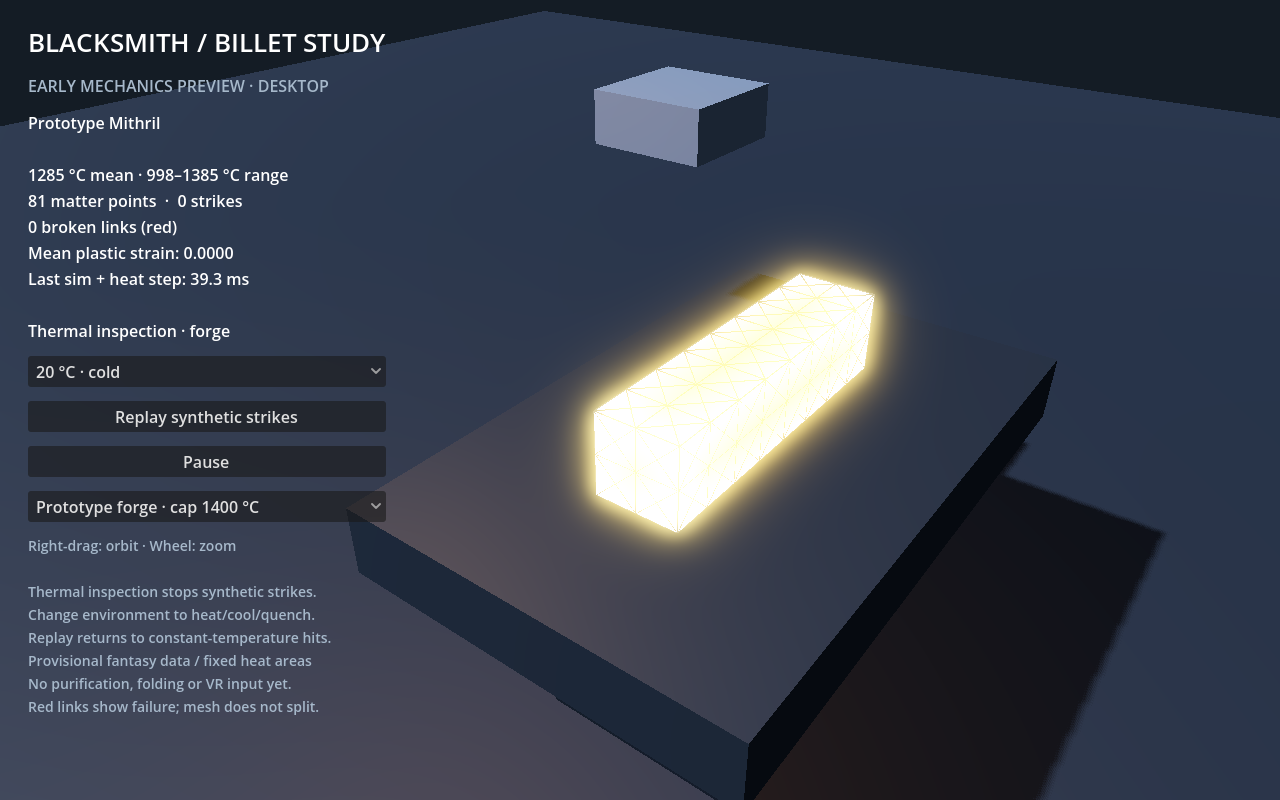 BLACKSMITH / BILLET STUDY
EARLY MECHANICS PREVIEW · DESKTOP
Prototype Mithril
1285 °C mean · 998–1385 °C range
81 matter points  ·  0 strikes
0 broken links (red)
Mean plastic strain: 0.0000
Last sim + heat step: 39.3 ms
Thermal inspection · forge
20 °C · cold
Replay synthetic strikes
Pause
Prototype forge · cap 1400 °C
Right-drag: orbit · Wheel: zoom
Thermal inspection stops synthetic strikes.
Change environment to heat/cool/quench.
Replay returns to constant-temperature hits.
Provisional fantasy data / fixed heat areas
No purification, folding or VR input yet.
Red links show failure; mesh does not split.